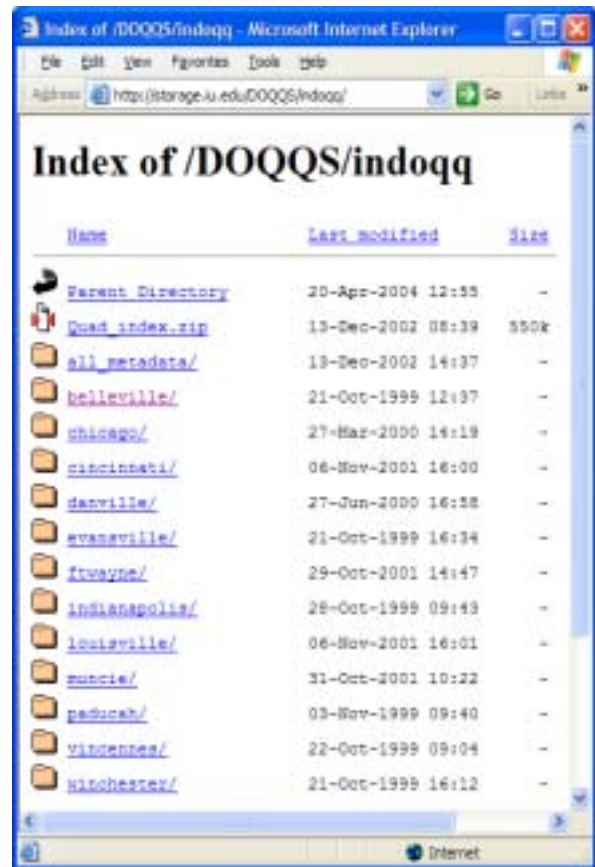 Index of /DOQQS/indoqq - Microsoft Internet Explorer
File Edit View Favorites Tools Help
Address http://storage.iu.edu/DOQQS/indoqq/ Go Links »
Index of /DOQQS/indoqq
Name Last modified Size
Parent Directory 20-Apr-2004 12:55 -
Quad_index.zip 13-Dec-2002 08:39 550k
all_metadata/ 13-Dec-2002 14:37 -
belleville/ 21-Oct-1999 12:37 -
chicago/ 27-Mar-2000 14:19 -
cincinnati/ 06-Nov-2001 16:00 -
danville/ 27-Jun-2000 16:58 -
evansville/ 21-Oct-1999 16:34 -
ftwayne/ 29-Oct-2001 14:47 -
indianapolis/ 28-Oct-1999 09:43 -
louisville/ 06-Nov-2001 16:01 -
muncie/ 31-Oct-2001 10:22 -
paducah/ 03-Nov-1999 09:40 -
vincennes/ 22-Oct-1999 09:04 -
winchester/ 21-Oct-1999 16:12 -
Internet